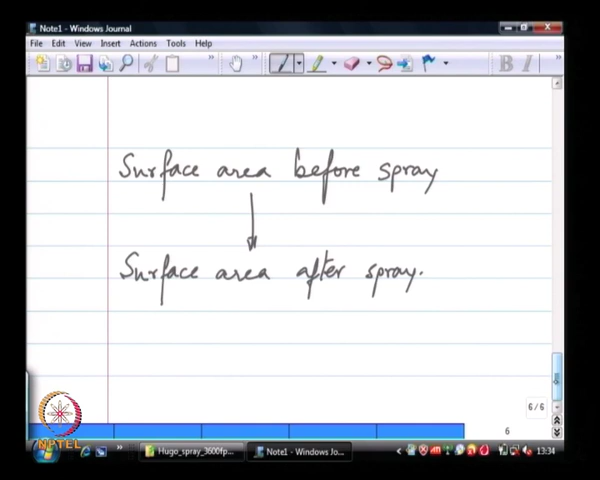 Note1 - Windows Journal
File Edit View Insert Actions Tools Help
B I
Surface area before spray
Surface area after spray.
6/6
6
NPTEL
Hugo_spray_3600fp...
Note1 - Windows Jo...
13:34